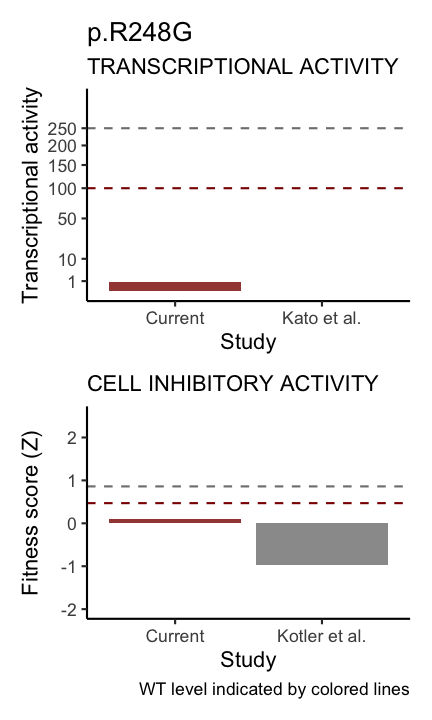 p.R248G
TRANSCRIPTIONAL ACTIVITY
Transcriptional activity
250
200
150
100
50
10
1
Current
Kato et al.
Study
CELL INHIBITORY ACTIVITY
Fitness score (Z)
2
1
0
-1
-2
Current
Kotler et al.
Study
WT level indicated by colored lines